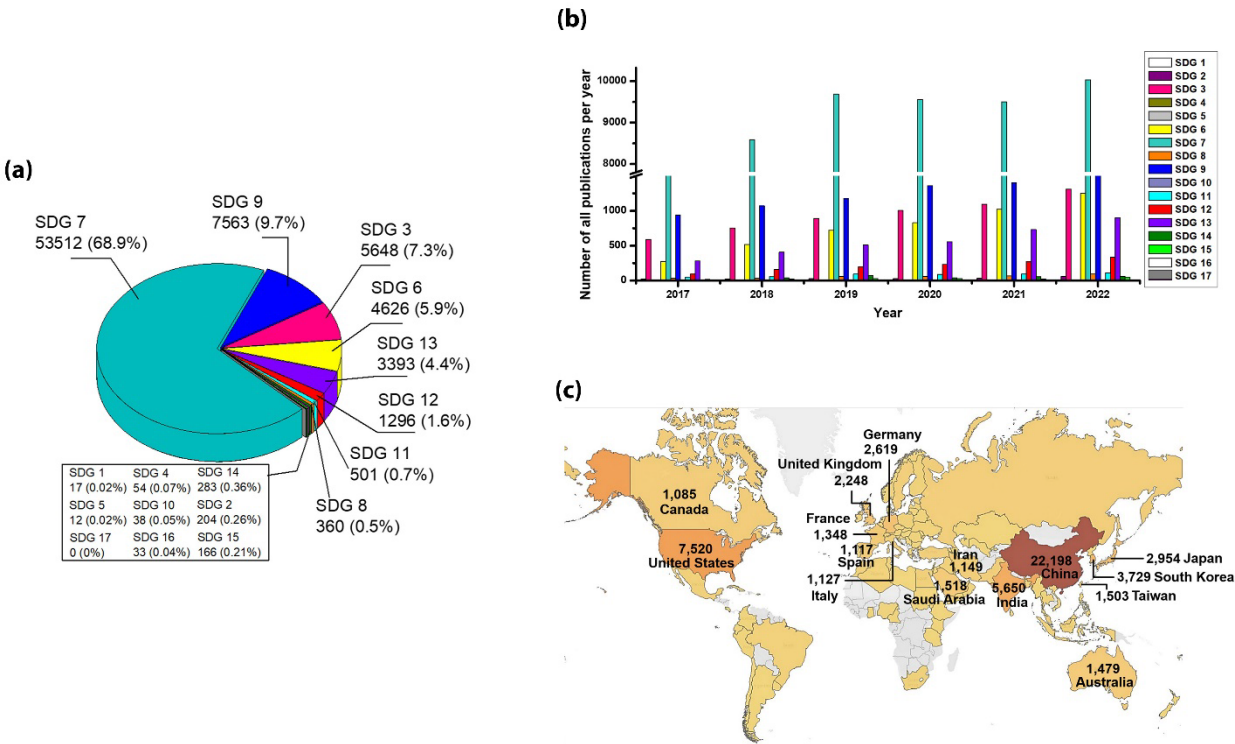 (a)
SDG 7
53512 (68.9%)
SDG 9
7563 (9.7%)
SDG 3
5648 (7.3%)
SDG 6
4626 (5.9%)
SDG 13
3393 (4.4%)
SDG 12
1296 (1.6%)
SDG 11
501 (0.7%)
SDG 8
360 (0.5%)
SDG 1 SDG 4 SDG 14
17 (0.02%) 54 (0.07%) 283 (0.36%)
SDG 5 SDG 10 SDG 2
12 (0.02%) 38 (0.05%) 204 (0.26%)
SDG 17 SDG 16 SDG 15
0 (0%) 33 (0.04%) 166 (0.21%)
(b)
Number of all publications per year
10000
9000
8000
1000
500
0
2017 2018 2019 2020 2021 2022
Year
SDG 1
SDG 2
SDG 3
SDG 4
SDG 5
SDG 6
SDG 7
SDG 8
SDG 9
SDG 10
SDG 11
SDG 12
SDG 13
SDG 14
SDG 15
SDG 16
SDG 17
(c)
Germany
2,619
United Kingdom
2,248
1,085
Canada
France
1,348
7,520
United States
1,117
Spain
Iran
1,149
1,127
Italy
1,518
Saudi Arabia
5,650
India
22,198
China
2,954 Japan
3,729 South Korea
1,503 Taiwan
1,479
Australia